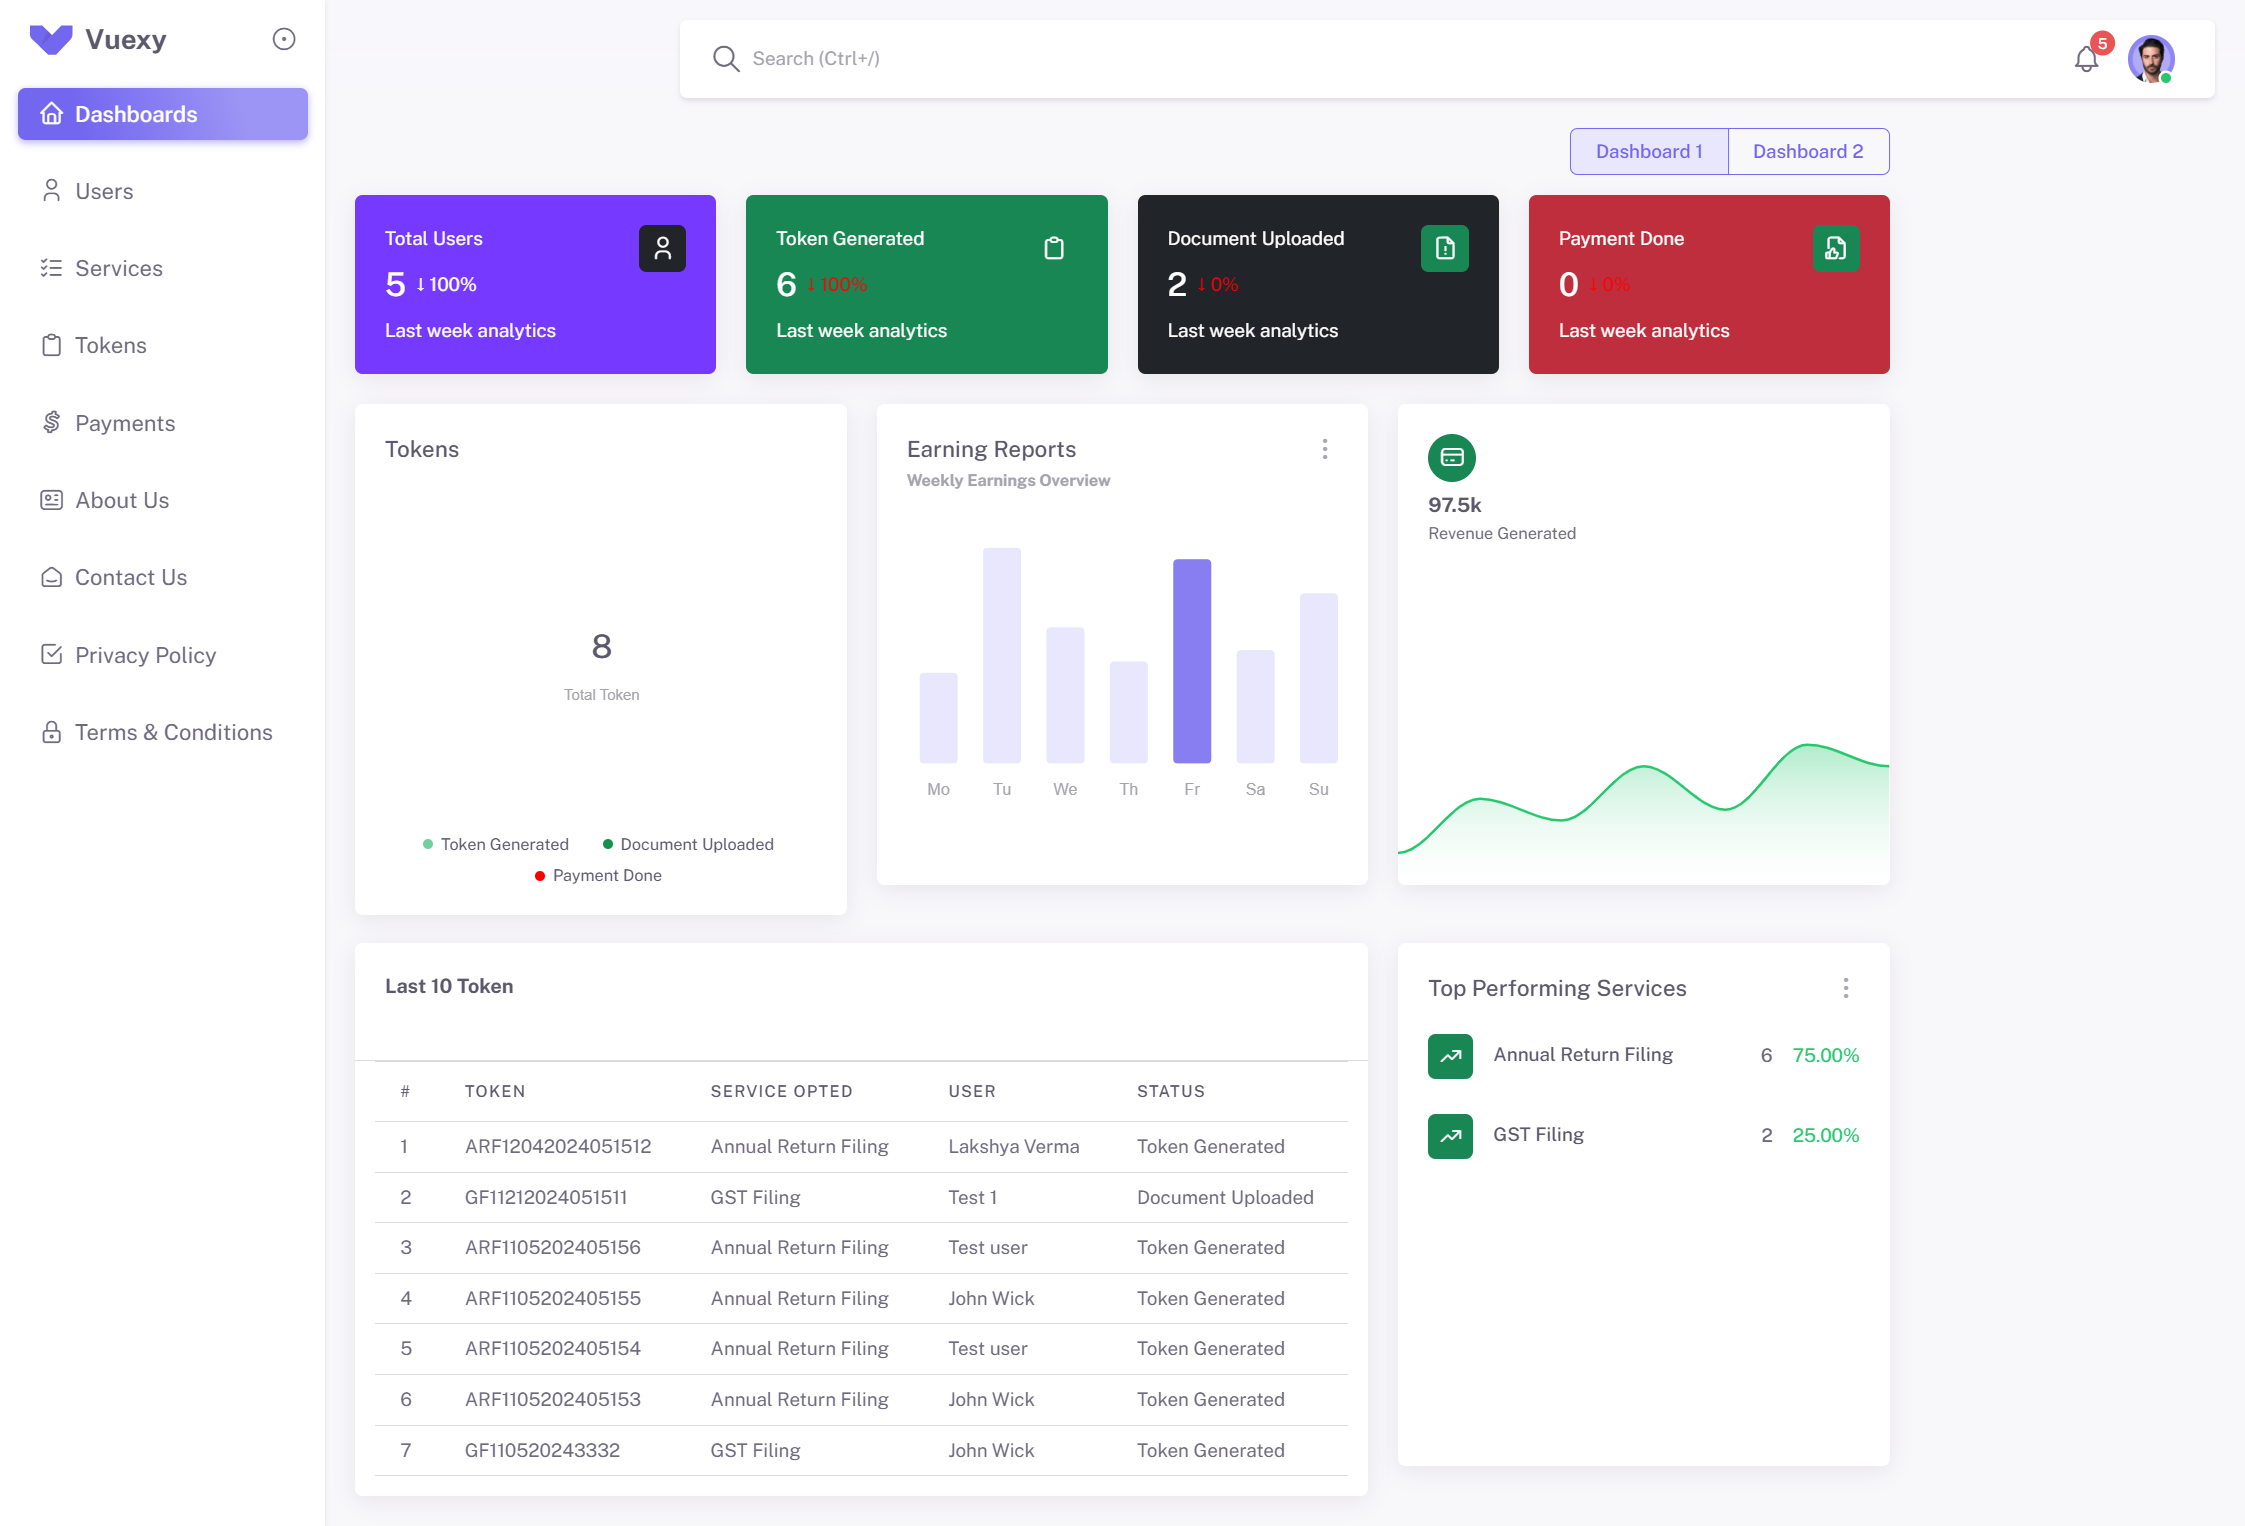 Vuexy
Search (Ctrl+/)
5
Dashboards
Users
Services
Tokens
Payments
About Us
Contact Us
Privacy Policy
Terms & Conditions
Dashboard 1
Dashboard 2
Total Users
5 ↓ 100%
Last week analytics
Token Generated
6 ↓ 100%
Last week analytics
Document Uploaded
2 ↓ 0%
Last week analytics
Payment Done
0 ↓ 0%
Last week analytics
Tokens
8
Total Token
Token Generated
Document Uploaded
Payment Done
Earning Reports
Weekly Earnings Overview
Mo Tu We Th Fr Sa Su
97.5k
Revenue Generated
Last 10 Token
# TOKEN SERVICE OPTED USER STATUS
1 ARF12042024051512 Annual Return Filing Lakshya Verma Token Generated
2 GF11212024051511 GST Filing Test 1 Document Uploaded
3 ARF1105202405156 Annual Return Filing Test user Token Generated
4 ARF1105202405155 Annual Return Filing John Wick Token Generated
5 ARF1105202405154 Annual Return Filing Test user Token Generated
6 ARF1105202405153 Annual Return Filing John Wick Token Generated
7 GF110520243332 GST Filing John Wick Token Generated
Top Performing Services
Annual Return Filing 6 75.00%
GST Filing 2 25.00%